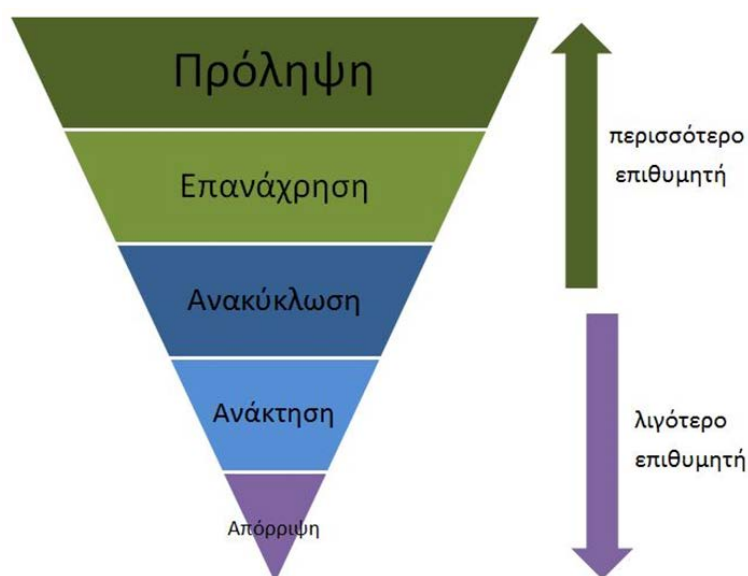 Πρόληψη
Επανάχρηση
Ανακύκλωση
Ανάκτηση
Απόρριψη
περισσότερο
επιθυμητή
λιγότερο
επιθυμητή